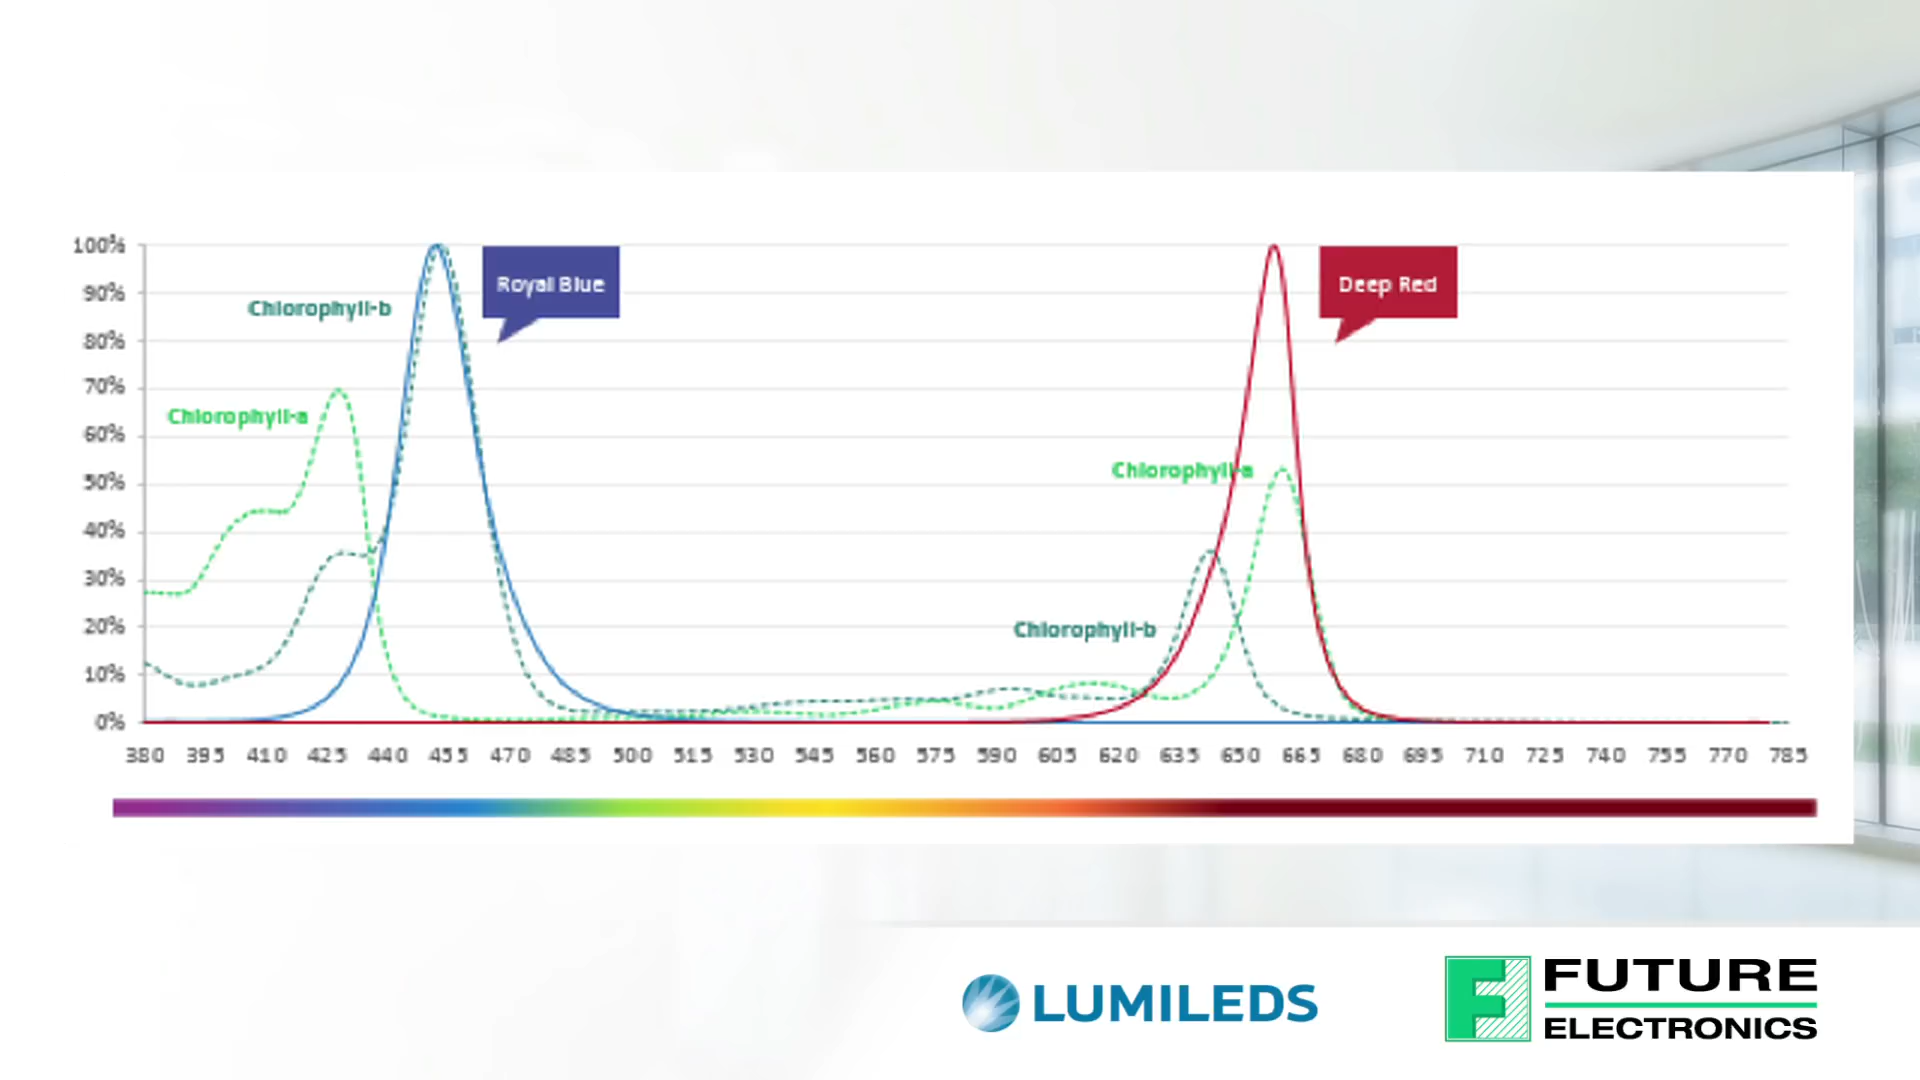 100%
90%
80%
70%
60%
50%
40%
30%
20%
10%
0%
Chlorophyll-b
Chlorophyll-a
Royal Blue
Deep Red
Chlorophyll-a
Chlorophyll-b
380 395 410 425 440 455 470 485 500 515 530 545 560 575 590 605 620 635 650 665 680 695 710 725 740 755 770 785
LUMILEDS
FUTURE
ELECTRONICS